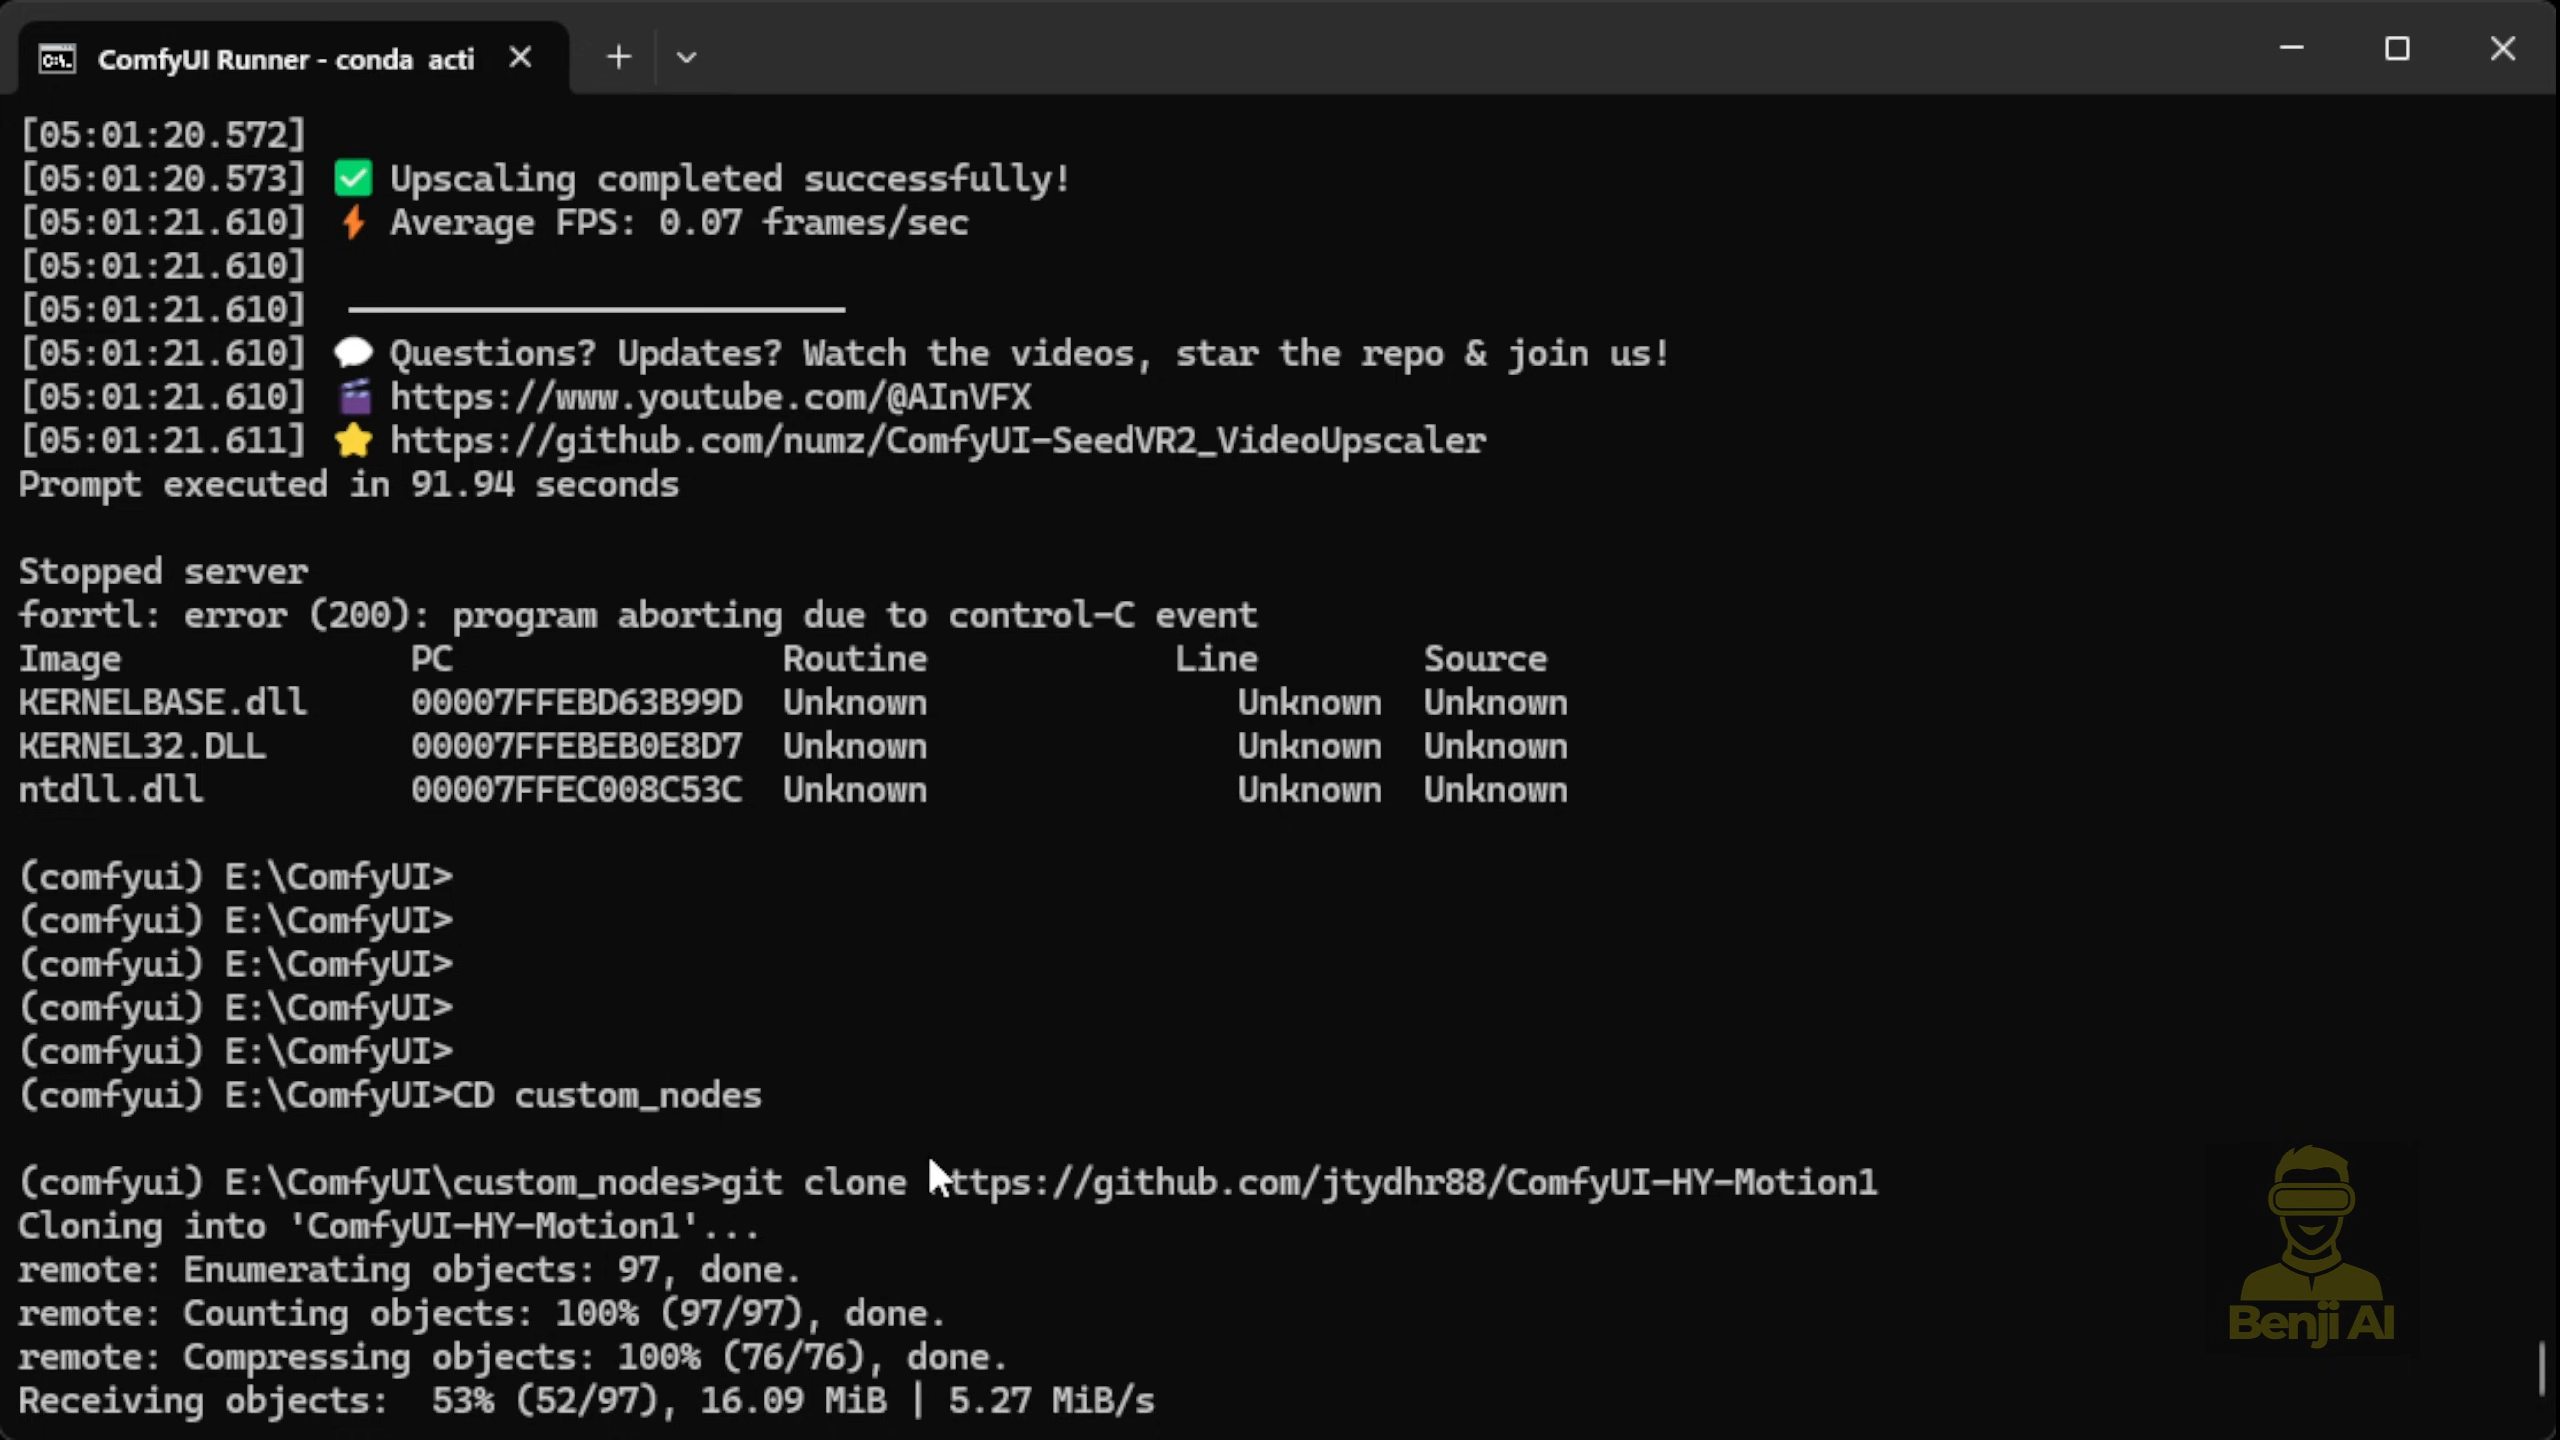 ComfyUI Runner - conda  acti
[05:01:20.572]
[05:01:20.573] ✅ Upscaling completed successfully!
[05:01:21.610] ⚡ Average FPS: 0.07 frames/sec
[05:01:21.610]
[05:01:21.610] ————————————————————————
[05:01:21.610] 💬 Questions? Updates? Watch the videos, star the repo & join us!
[05:01:21.610] 🎬 https://www.youtube.com/@AInVFX
[05:01:21.611] ⭐ https://github.com/numz/ComfyUI-SeedVR2_VideoUpscaler
Prompt executed in 91.94 seconds
Stopped server
forrtl: error (200): program aborting due to control-C event
Image              PC                Routine            Line        Source
KERNELBASE.dll     00007FFEBD63B99D  Unknown               Unknown  Unknown
KERNEL32.DLL       00007FFEBEB0E8D7  Unknown               Unknown  Unknown
ntdll.dll          00007FFEC008C53C  Unknown               Unknown  Unknown
(comfyui) E:\ComfyUI>
(comfyui) E:\ComfyUI>
(comfyui) E:\ComfyUI>
(comfyui) E:\ComfyUI>
(comfyui) E:\ComfyUI>
(comfyui) E:\ComfyUI>CD custom_nodes
(comfyui) E:\ComfyUI\custom_nodes>git clone https://github.com/jtydhr88/ComfyUI-HY-Motion1
Cloning into 'ComfyUI-HY-Motion1'...
remote: Enumerating objects: 97, done.
remote: Counting objects: 100% (97/97), done.
remote: Compressing objects: 100% (76/76), done.
Receiving objects:  53% (52/97), 16.09 MiB | 5.27 MiB/s
Benji AI